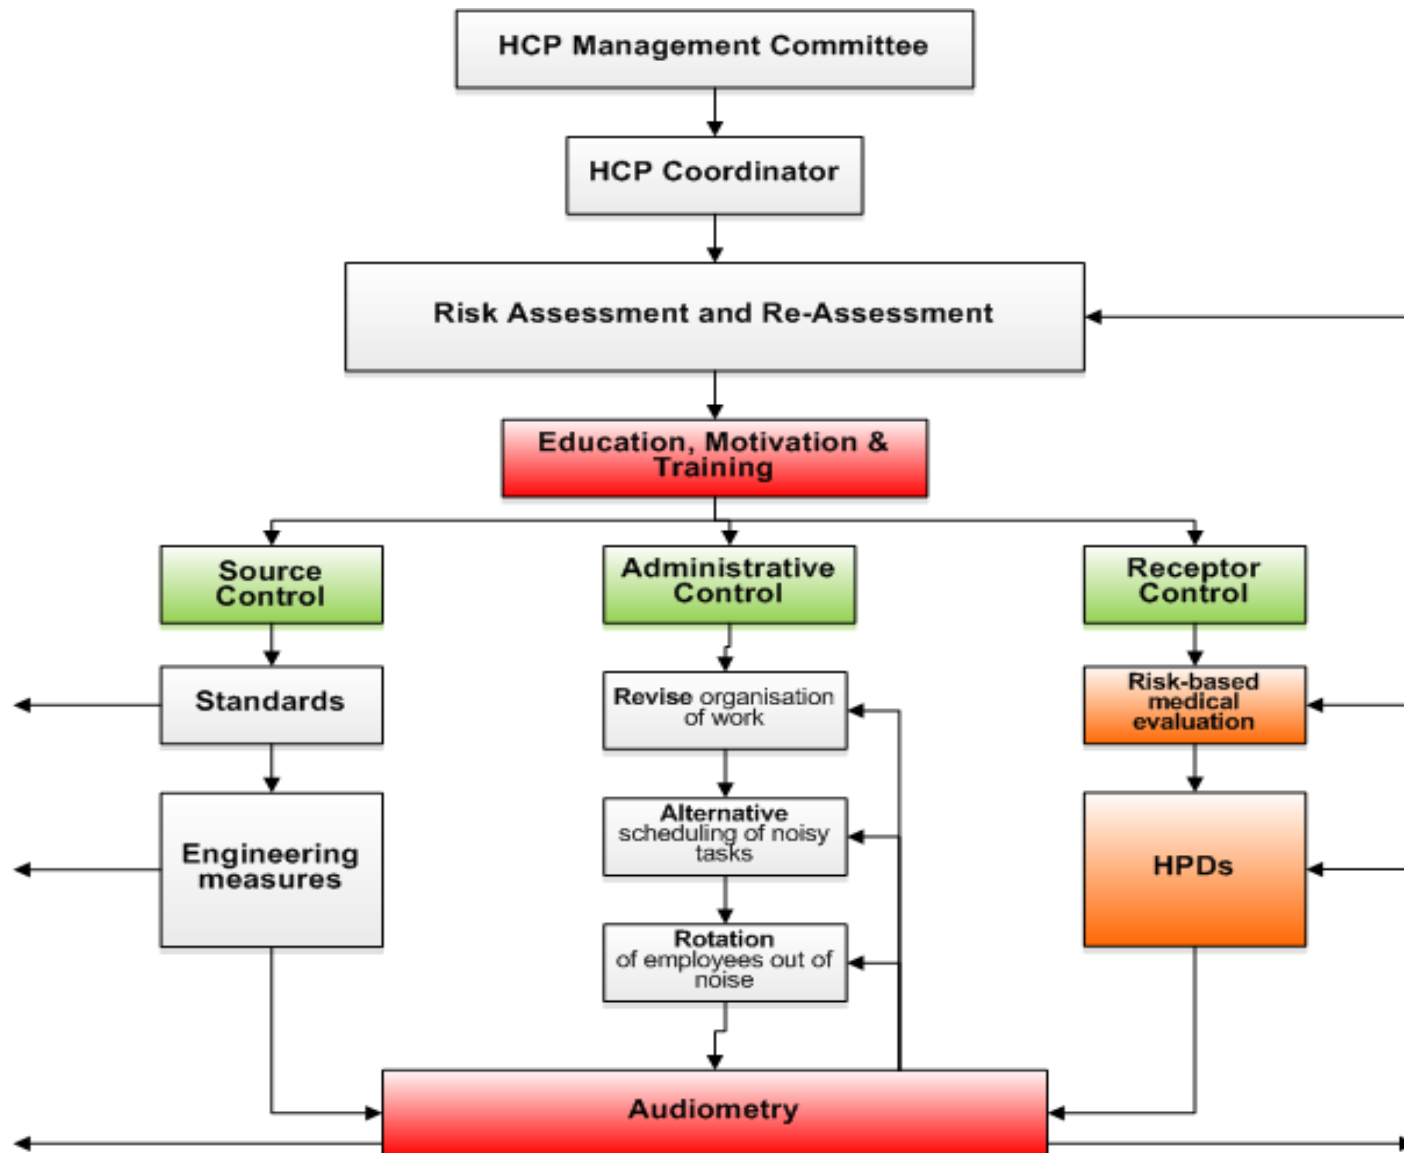 HCP Management Committee
HCP Coordinator
Risk Assessment and Re-Assessment
Education, Motivation &
Training
Source
Control
Administrative
Control
Receptor
Control
Standards
Revise organisation
of work
Risk-based
medical
evaluation
Engineering
measures
Alternative
scheduling of noisy
tasks
HPDs
Rotation
of employees out of
noise
Audiometry